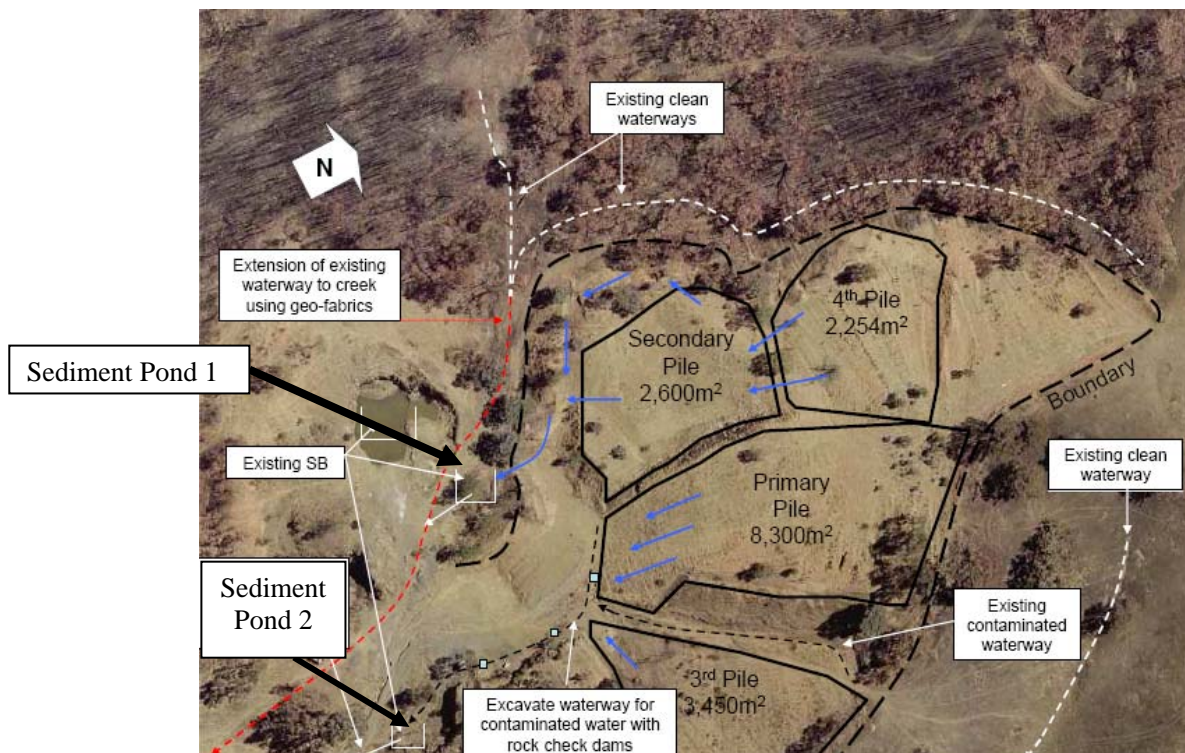 Existing clean
waterways
N
Extension of existing
waterway to creek
using geo-fabrics
4th Pile
2,254m²
Secondary
Pile
2,600m²
Sediment Pond 1
Boundary
Existing SB
Existing clean
waterway
Primary
Pile
8,300m²
Sediment
Pond 2
Existing
contaminated
waterway
3rd Pile
3,450m²
Excavate waterway for
contaminated water with
rock check dams